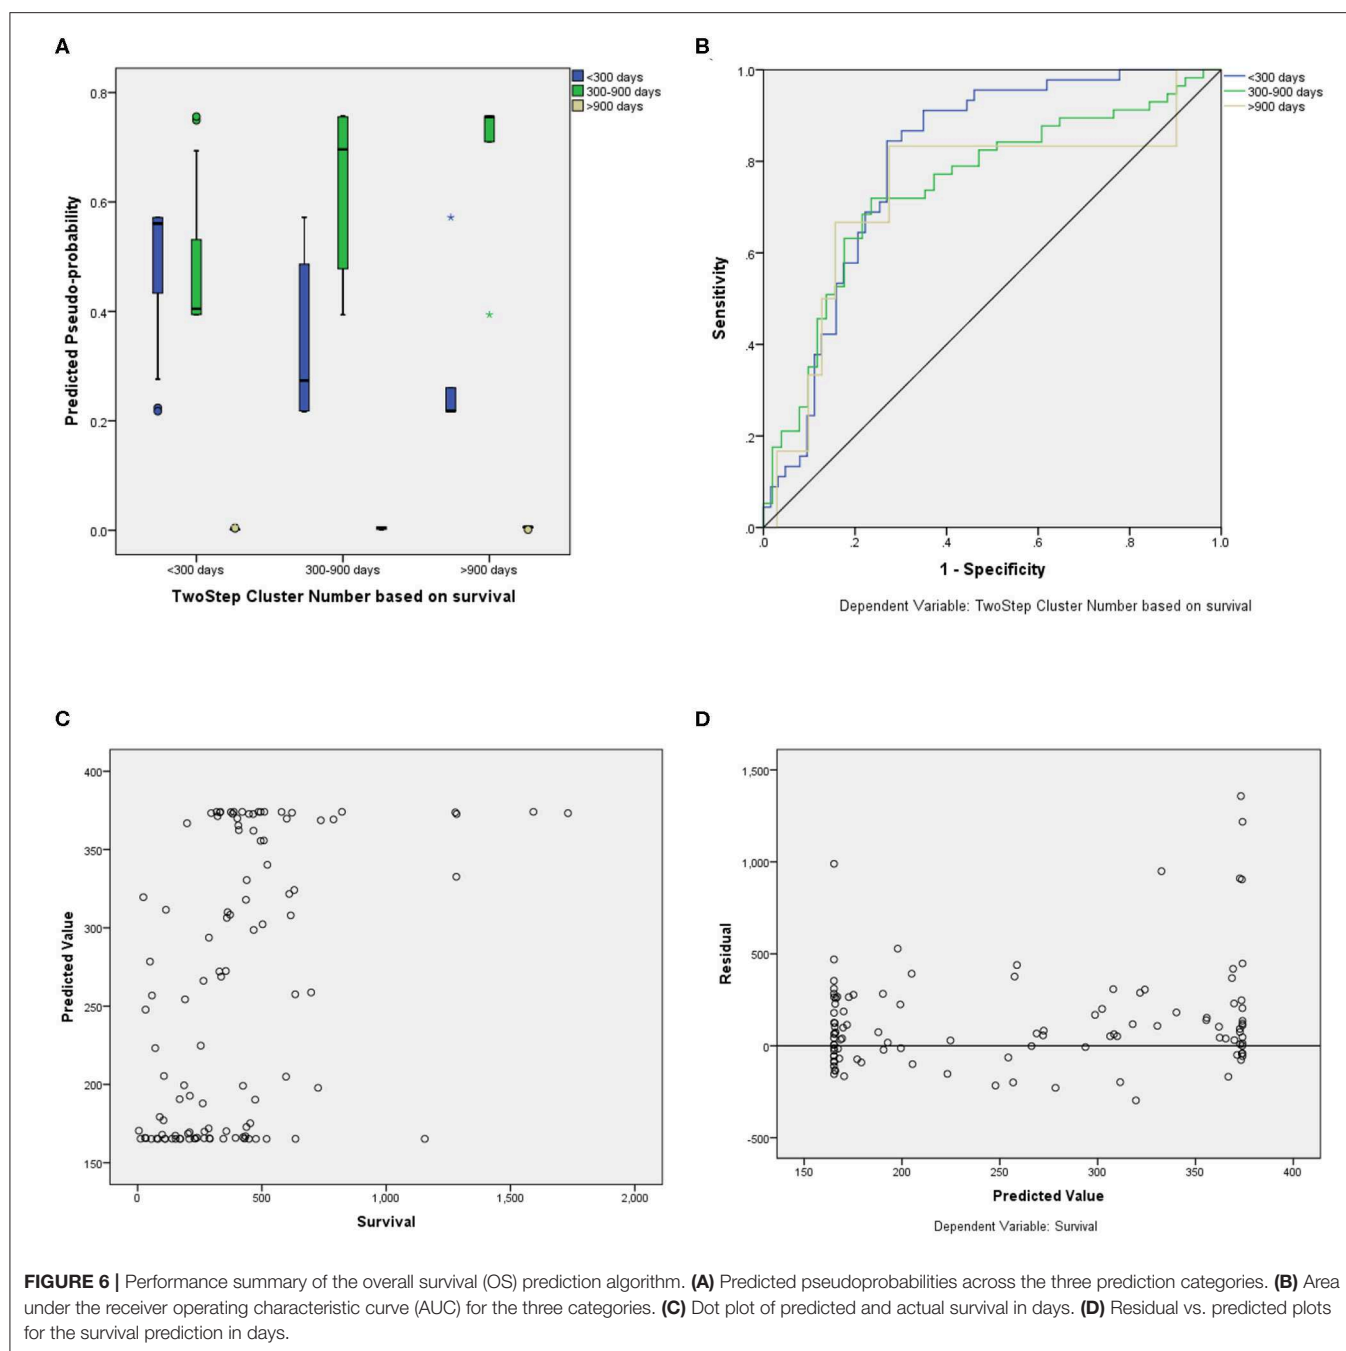 A
<300 days
300-900 days
>900 days
0.8
0.6
0.4
0.2
0.0
Predicted Pseudo-probability
<300 days
300-900 days
>900 days
TwoStep Cluster Number based on survival
B
<300 days
300-900 days
>900 days
1.0
.8
.6
.4
.2
.0
Sensitivity
.0
.2
.4
.6
.8
1.0
1 - Specificity
Dependent Variable: TwoStep Cluster Number based on survival
C
400
350
300
250
200
150
Predicted Value
0
500
1,000
1,500
2,000
Survival
D
1,500
1,000
500
0
-500
Residual
150
200
250
300
350
400
Predicted Value
Dependent Variable: Survival
FIGURE 6 | Performance summary of the overall survival (OS) prediction algorithm. (A) Predicted pseudoprobabilities across the three prediction categories. (B) Area
under the receiver operating characteristic curve (AUC) for the three categories. (C) Dot plot of predicted and actual survival in days. (D) Residual vs. predicted plots
for the survival prediction in days.